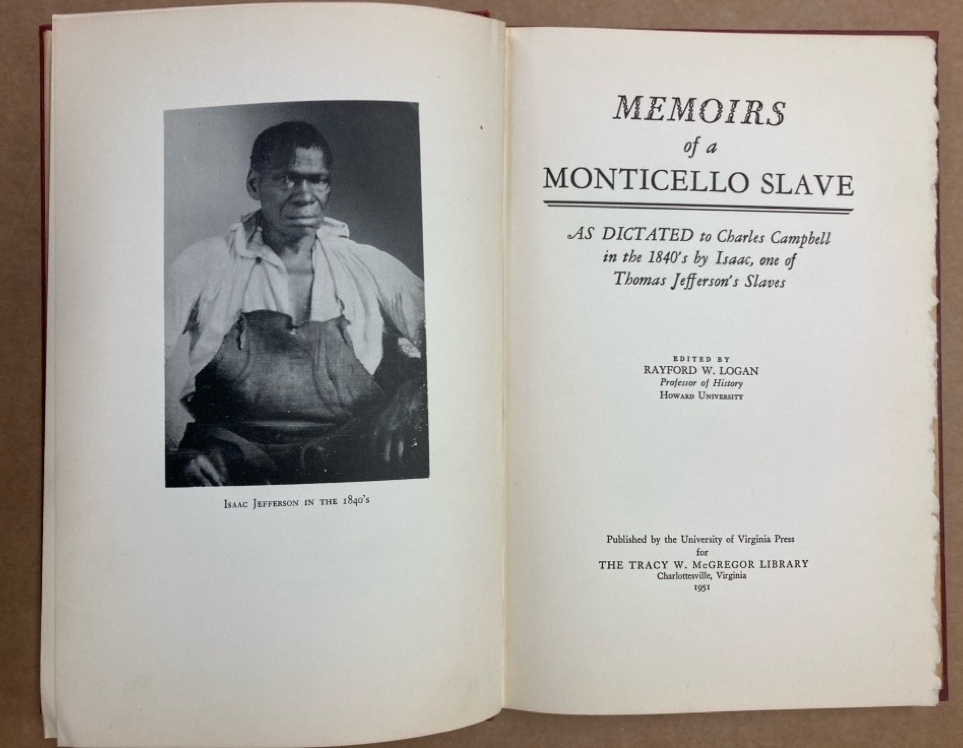 ISAAC JEFFERSON IN THE 1840's
MEMOIRS
of a
MONTICELLO SLAVE
AS DICTATED to Charles Campbell
in the 1840's by Isaac, one of
Thomas Jefferson's Slaves
EDITED BY
RAYFORD W. LOGAN
Professor of History
HOWARD UNIVERSITY
Published by the University of Virginia Press
for
THE TRACY W. McGREGOR LIBRARY
Charlottesville, Virginia
1951